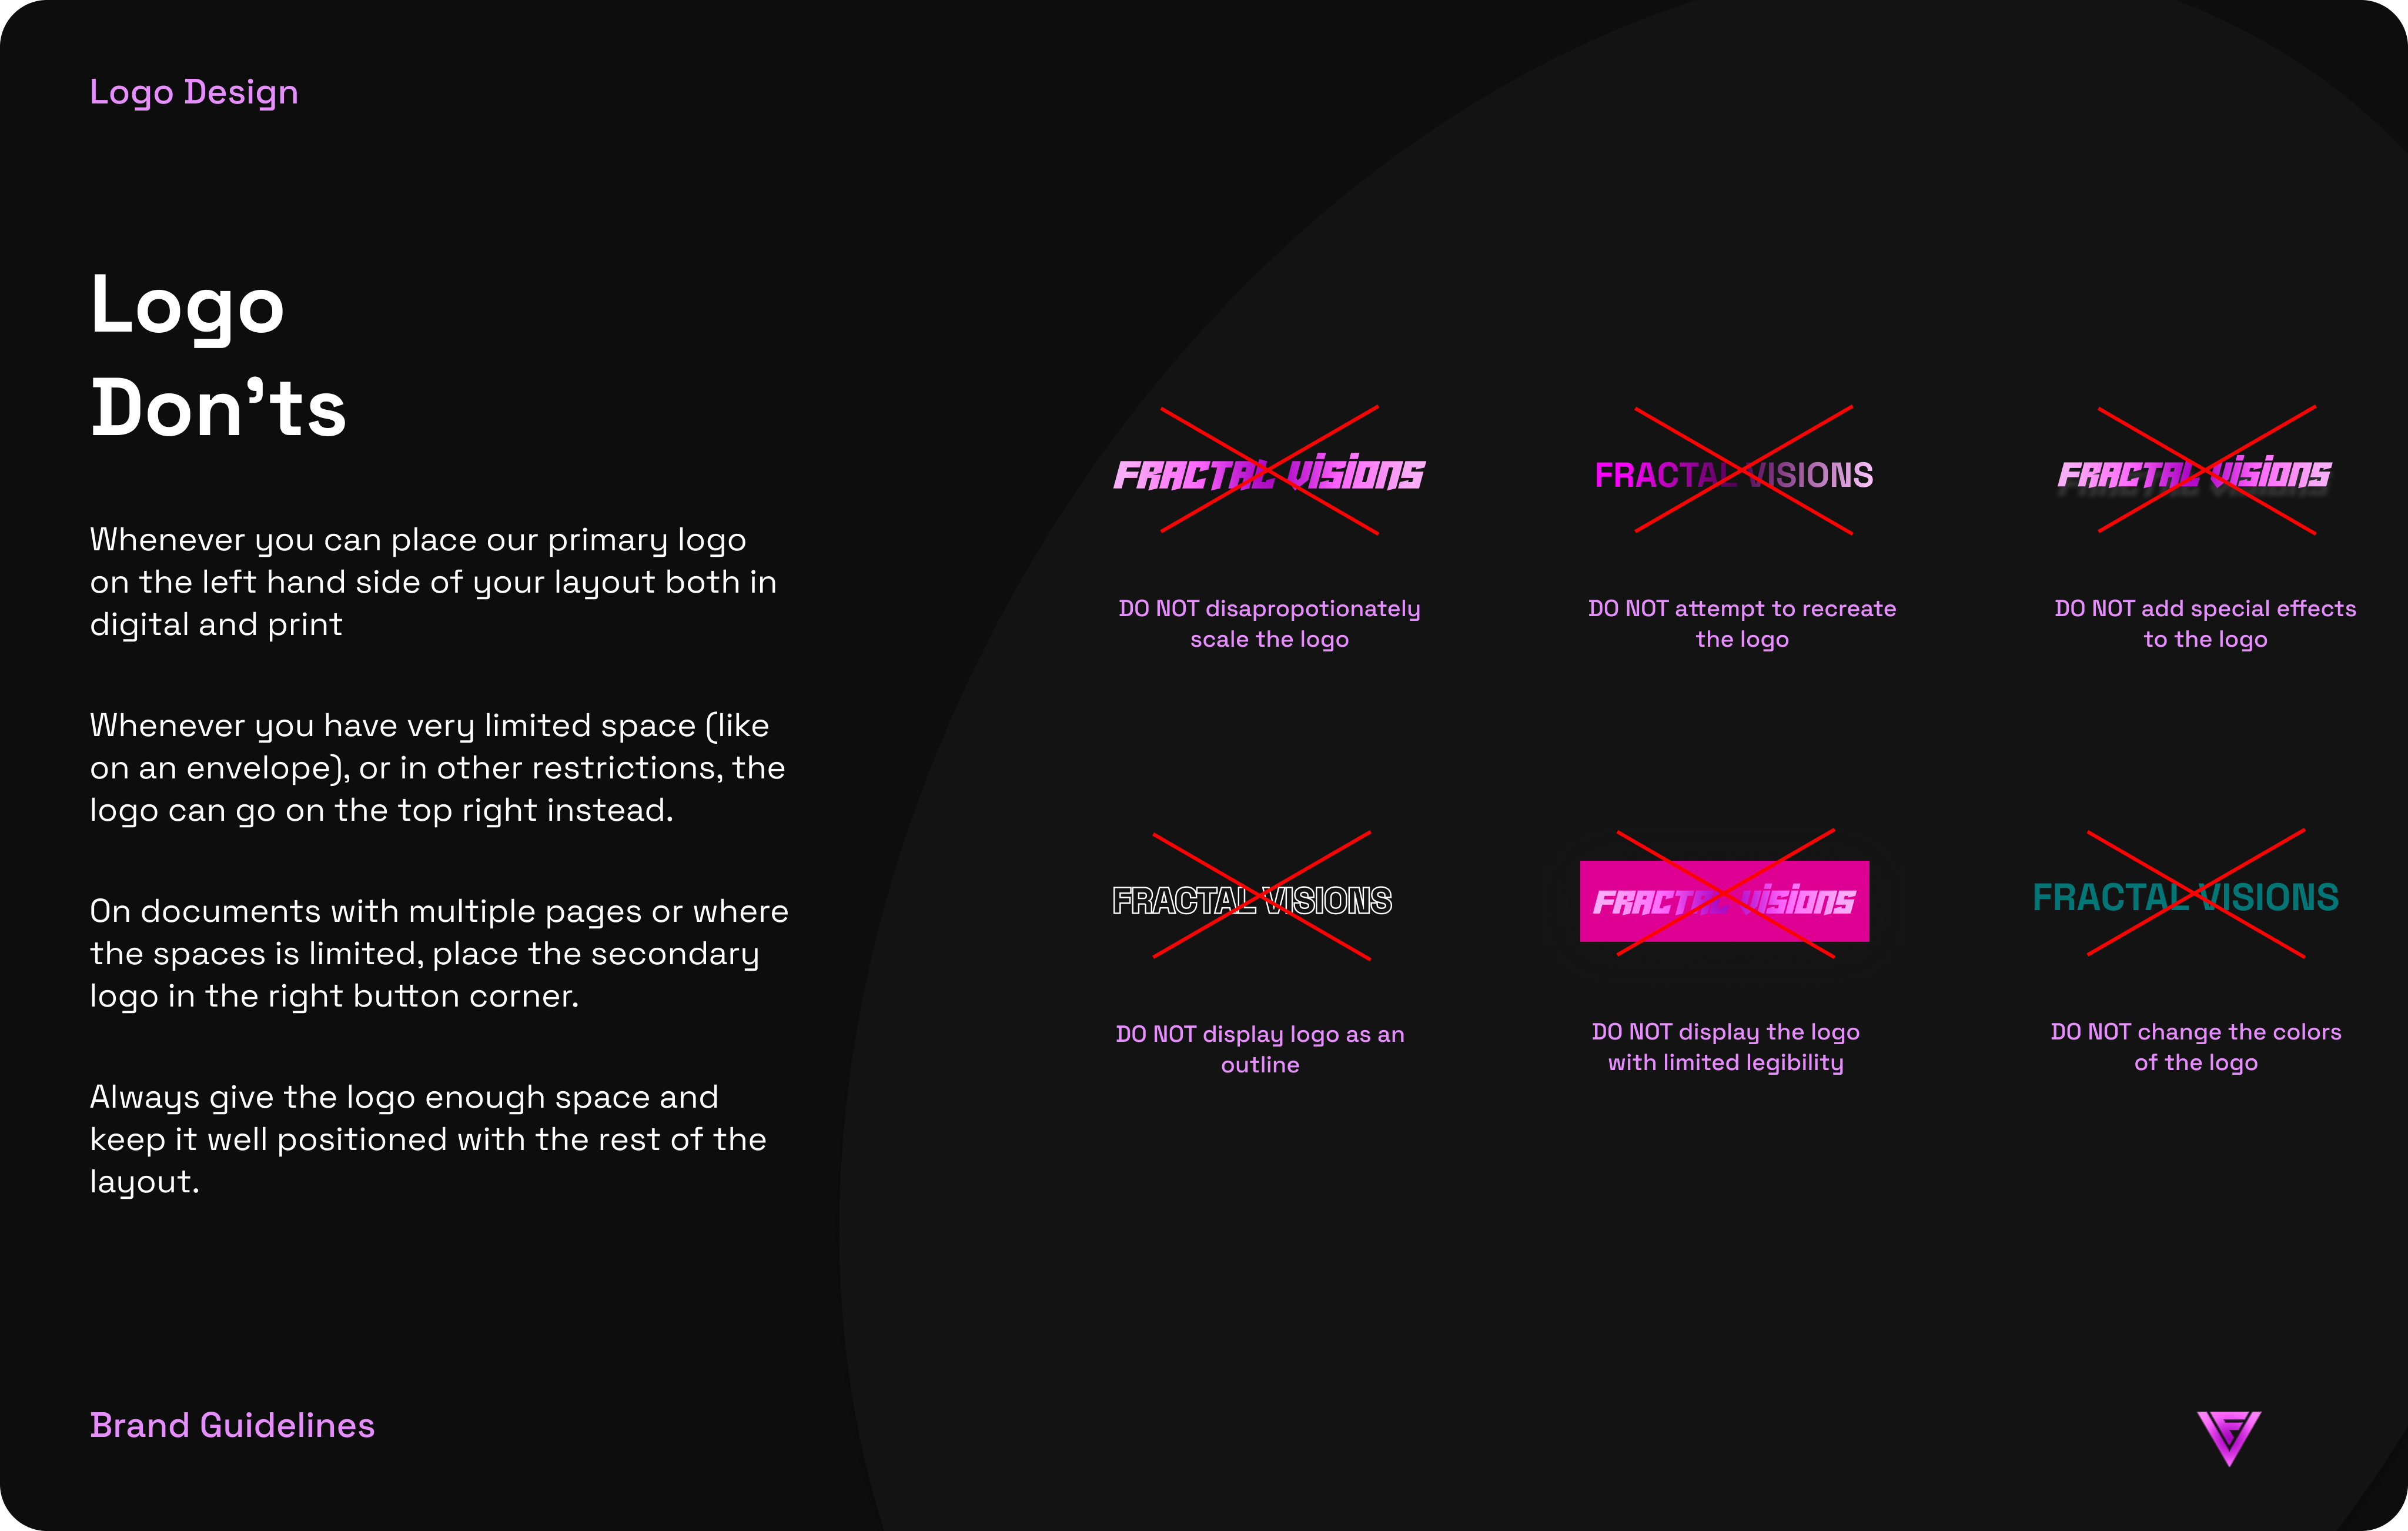 Logo Design
Logo
Don’ts
Whenever you can place our primary logo
on the left hand side of your layout both in
digital and print
Whenever you have very limited space (like
on an envelope), or in other restrictions, the
logo can go on the top right instead.
On documents with multiple pages or where
the spaces is limited, place the secondary
logo in the right button corner.
Always give the logo enough space and
keep it well positioned with the rest of the
layout.
FRACTAL VISIONS
DO NOT disapropotionately
scale the logo
FRACTAL VISIONS
DO NOT attempt to recreate
the logo
FRACTAL VISIONS
DO NOT add special effects
to the logo
FRACTAL VISIONS
DO NOT display logo as an
outline
FRACTAL VISIONS
DO NOT display the logo
with limited legibility
FRACTAL VISIONS
DO NOT change the colors
of the logo
Brand Guidelines